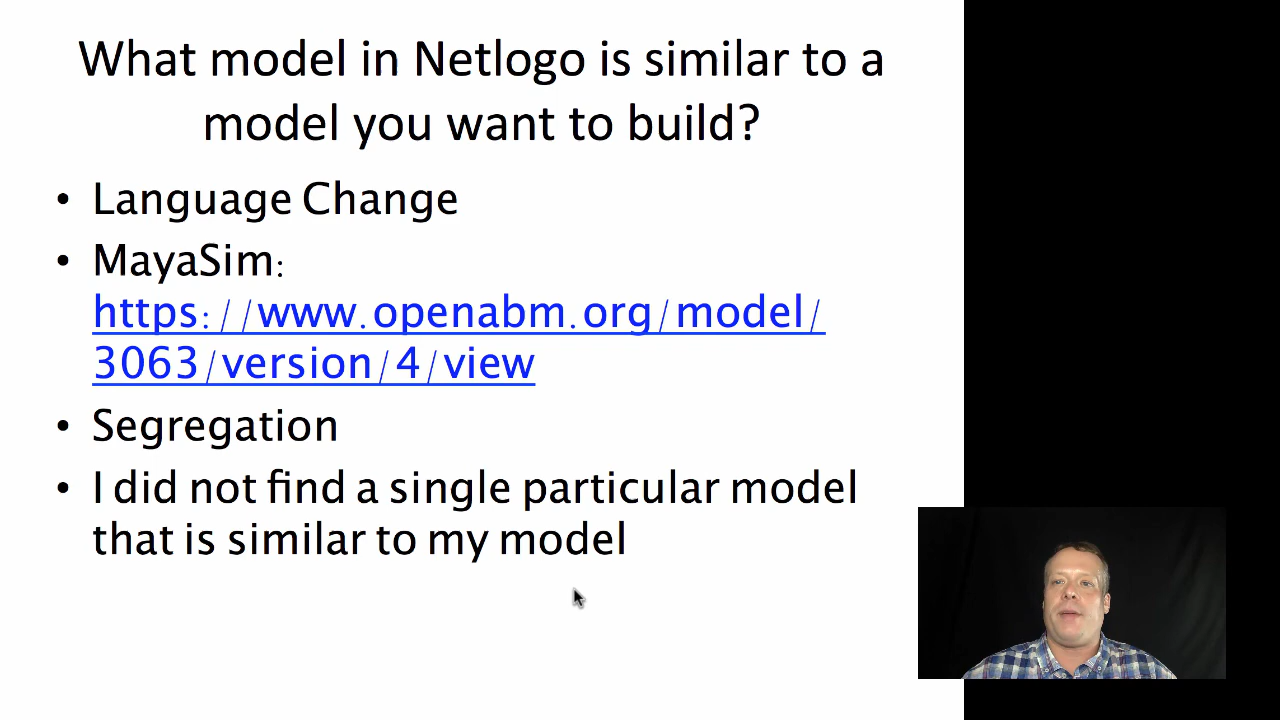 What model in Netlogo is similar to a
model you want to build?
• Language Change
• MayaSim:
https://www.openabm.org/model/
3063/version/4/view
• Segregation
• I did not find a single particular model
that is similar to my model